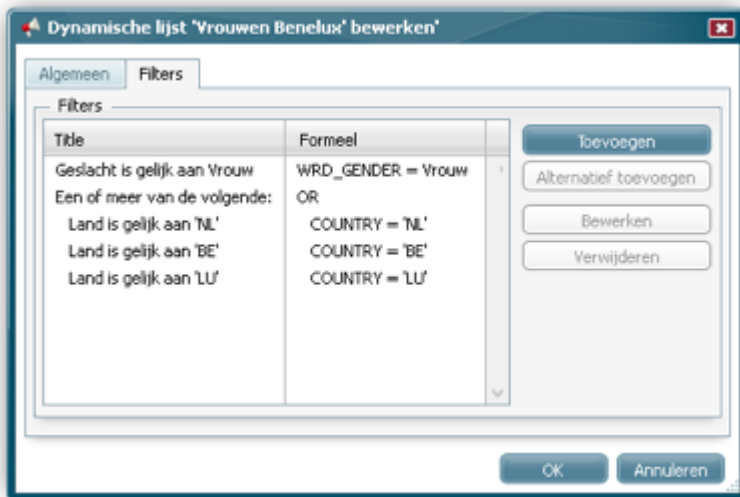 Dynamische lijst 'Vrouwen Benelux' bewerken'
Algemeen Filters
Filters
Title Formeel
Geslacht is gelijk aan Vrouw WRD_GENDER = Vrouw
Een of meer van de volgende: OR
Land is gelijk aan 'NL' COUNTRY = 'NL'
Land is gelijk aan 'BE' COUNTRY = 'BE'
Land is gelijk aan 'LU' COUNTRY = 'LU'
Toevoegen
Alternatief toevoegen
Bewerken
Verwijderen
OK Annuleren